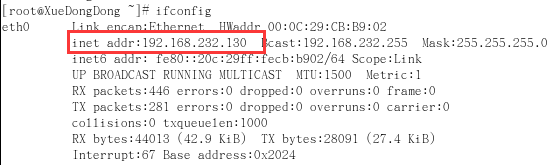 [root@XueDongDong ~]# ifconfig
eth0 Link encap:Ethernet HWaddr 00:0C:29:CB:B9:02
inet addr:192.168.232.130 Bcast:192.168.232.255 Mask:255.255.255.0
inet6 addr: fe80::20c:29ff:fecb:b902/64 Scope:Link
UP BROADCAST RUNNING MULTICAST MTU:1500 Metric:1
RX packets:446 errors:0 dropped:0 overruns:0 frame:0
TX packets:281 errors:0 dropped:0 overruns:0 carrier:0
collisions:0 txqueuelen:1000
RX bytes:44013 (42.9 KiB) TX bytes:28091 (27.4 KiB)
Interrupt:67 Base address:0x2024